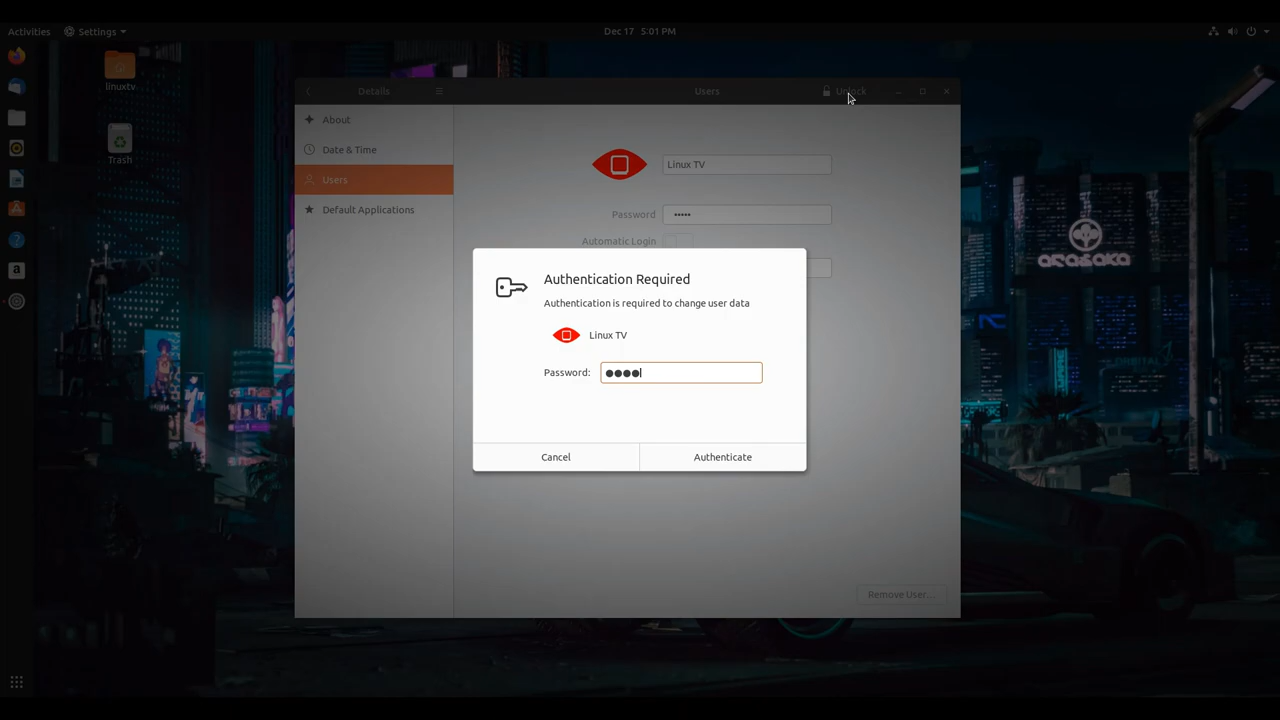 Activities
Settings
Dec 17 5:01 PM
linuxtv
Trash
Details
Users
Unlock
About
Date & Time
Users
Default Applications
Linux TV
Password
•••••
Automatic Login
Authentication Required
Authentication is required to change user data
Linux TV
Password:
●●●●
Cancel
Authenticate
Remove User...
arasaka